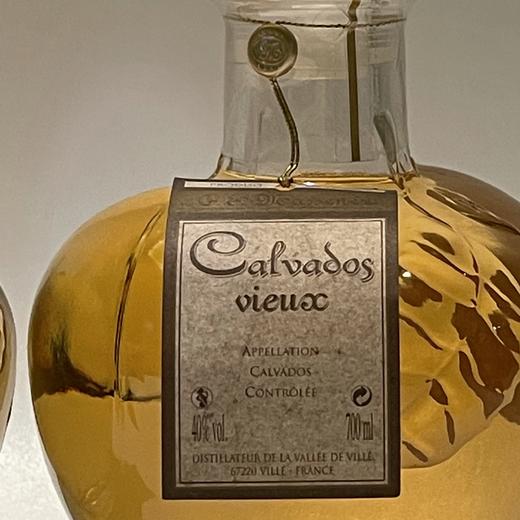 Calvados
vieux
APPELLATION
CALVADOS
CONTRÔLÉE
40% vol.
700 ml
DISTILLATEUR DE LA VALLÉE DE VILLÉ,
67220 VILLÉ - FRANCE